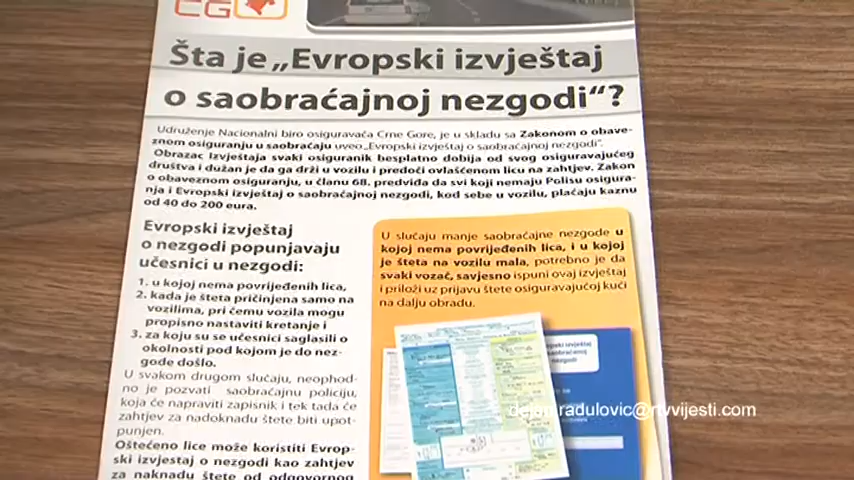 CG
Šta je „Evropski izvještaj
o saobraćajnoj nezgodi“?
Udruženje Nacionalni biro osiguravača Crne Gore, je u skladu sa Zakonom o obave-
znom osiguranju u saobraćaju uveo „Evropski izvještaj o saobraćajnoj nezgodi“.
Obrazac Izvještaja svaki osiguranik besplatno dobija od svog osiguravajućeg
društva i dužan je da ga drži u vozilu i predoči ovlašćenom licu na zahtjev. Zakon
o obaveznom osiguranju, u članu 68. predviđa da svi koji nemaju Polisu osigura-
nja i Evropski izvještaj o saobraćajnoj nezgodi, kod sebe u vozilu, plaćaju kaznu
od 40 do 200 eura.
Evropski izvještaj
o nezgodi popunjavaju
učesnici u nezgodi:
1. u kojoj nema povrijeđenih lica,
2. kada je šteta pričinjena samo na
vozilima, pri čemu vozila mogu
propisno nastaviti kretanje i
3. za koju su se učesnici saglasili o
okolnosti pod kojom je do nez-
gode došlo.
U svakom drugom slučaju, neophod-
no je pozvati saobraćajnu policiju,
koja će napraviti zapisnik i tek tada će
zahtjev za nadoknadu štete biti upot-
punjen.
Oštećeno lice može koristiti Evrop-
ski izvještaj o nezgodi kao zahtjev
za naknadu štete od odgovornog
U slučaju manje saobraćajne nezgode u
kojoj nema povrijeđenih lica, i u kojoj
je šteta na vozilu mala, potrebno je da
svaki vozač, savjesno ispuni ovaj izvještaj
i priloži uz prijavu štete osiguravajućoj kući
na dalju obradu.
radulovic@rtvvijesti.com